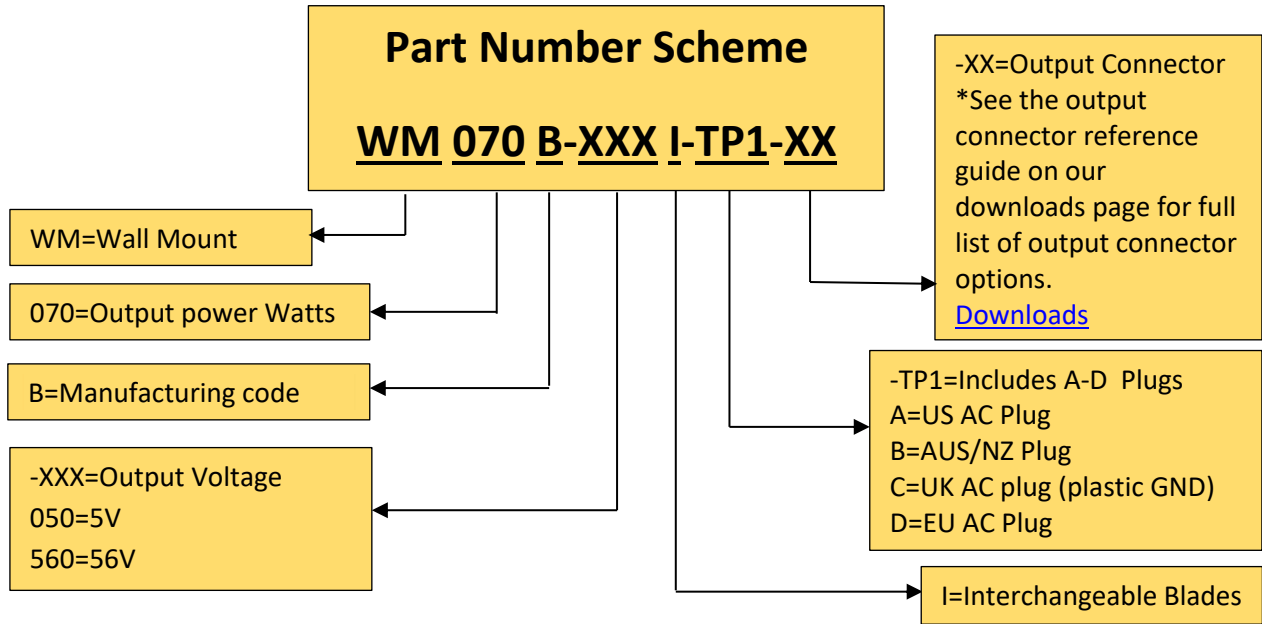 Part Number Scheme
WM 070 B-XXX I-TP1-XX
-XX=Output Connector
*See the output
connector reference
guide on our
downloads page for full
list of output connector
options.
Downloads
WM=Wall Mount
070=Output power Watts
B=Manufacturing code
-XXX=Output Voltage
050=5V
560=56V
-TP1=Includes A-D  Plugs
A=US AC Plug
B=AUS/NZ Plug
C=UK AC plug (plastic GND)
D=EU AC Plug
I=Interchangeable Blades